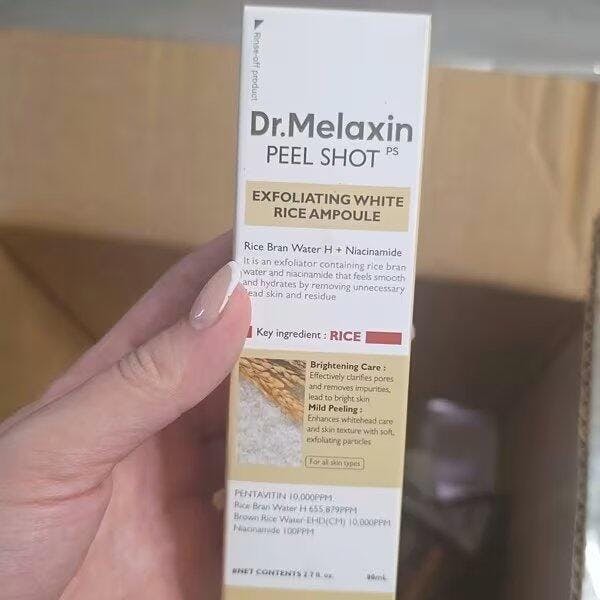 Rinse-off product
Dr.Melaxin
PEEL SHOT PS
EXFOLIATING WHITE
RICE AMPOULE
Rice Bran Water H + Niacinamide
It is an exfoliator containing rice bran
water and niacinamide that feels smooth
and hydrates by removing unnecessary
dead skin and residue
Key ingredient : RICE
Brightening Care :
Effectively clarifies pores
and removes impurities,
lead to bright skin
Mild Peeling :
Enhances whitehead care
and skin texture with soft,
exfoliating particles
For all skin types
PENTAVITIN 10,000PPM
Rice Bran Water H 655,879PPM
Brown Rice Water-EHD(CM) 10,000PPM
Niacinamide 100PPM
NET CONTENTS 2.7 fl. oz. 80mL